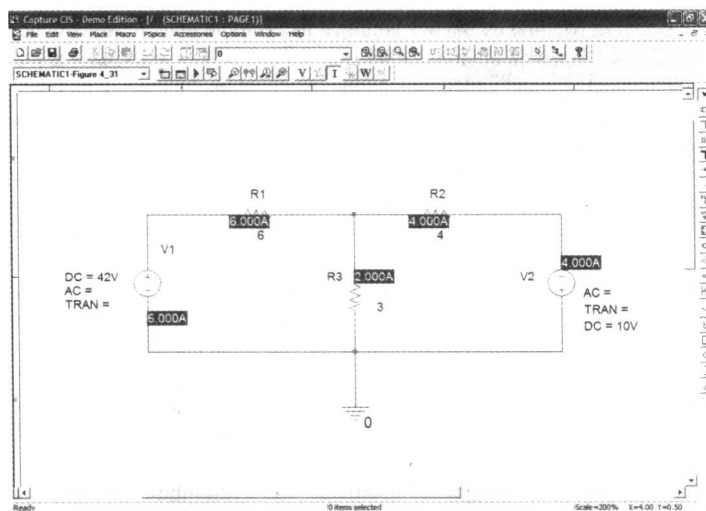 Capture CIS - Demo Edition - [/ - (SCHEMATIC1 : PAGE1)]
File Edit View Place Macro PSpice Accessories Options Window Help
0
SCHEMATIC1-Figure 4_31
V I W
R1
R2
6.000A
4.000A
6
4
V1
4.000A
R3
2.000A
V2
DC = 42V
AC =
TRAN =
3
AC =
TRAN =
DC = 10V
6.000A
0
Ready
0 items selected
Scale=200% X=4.00 Y=0.50